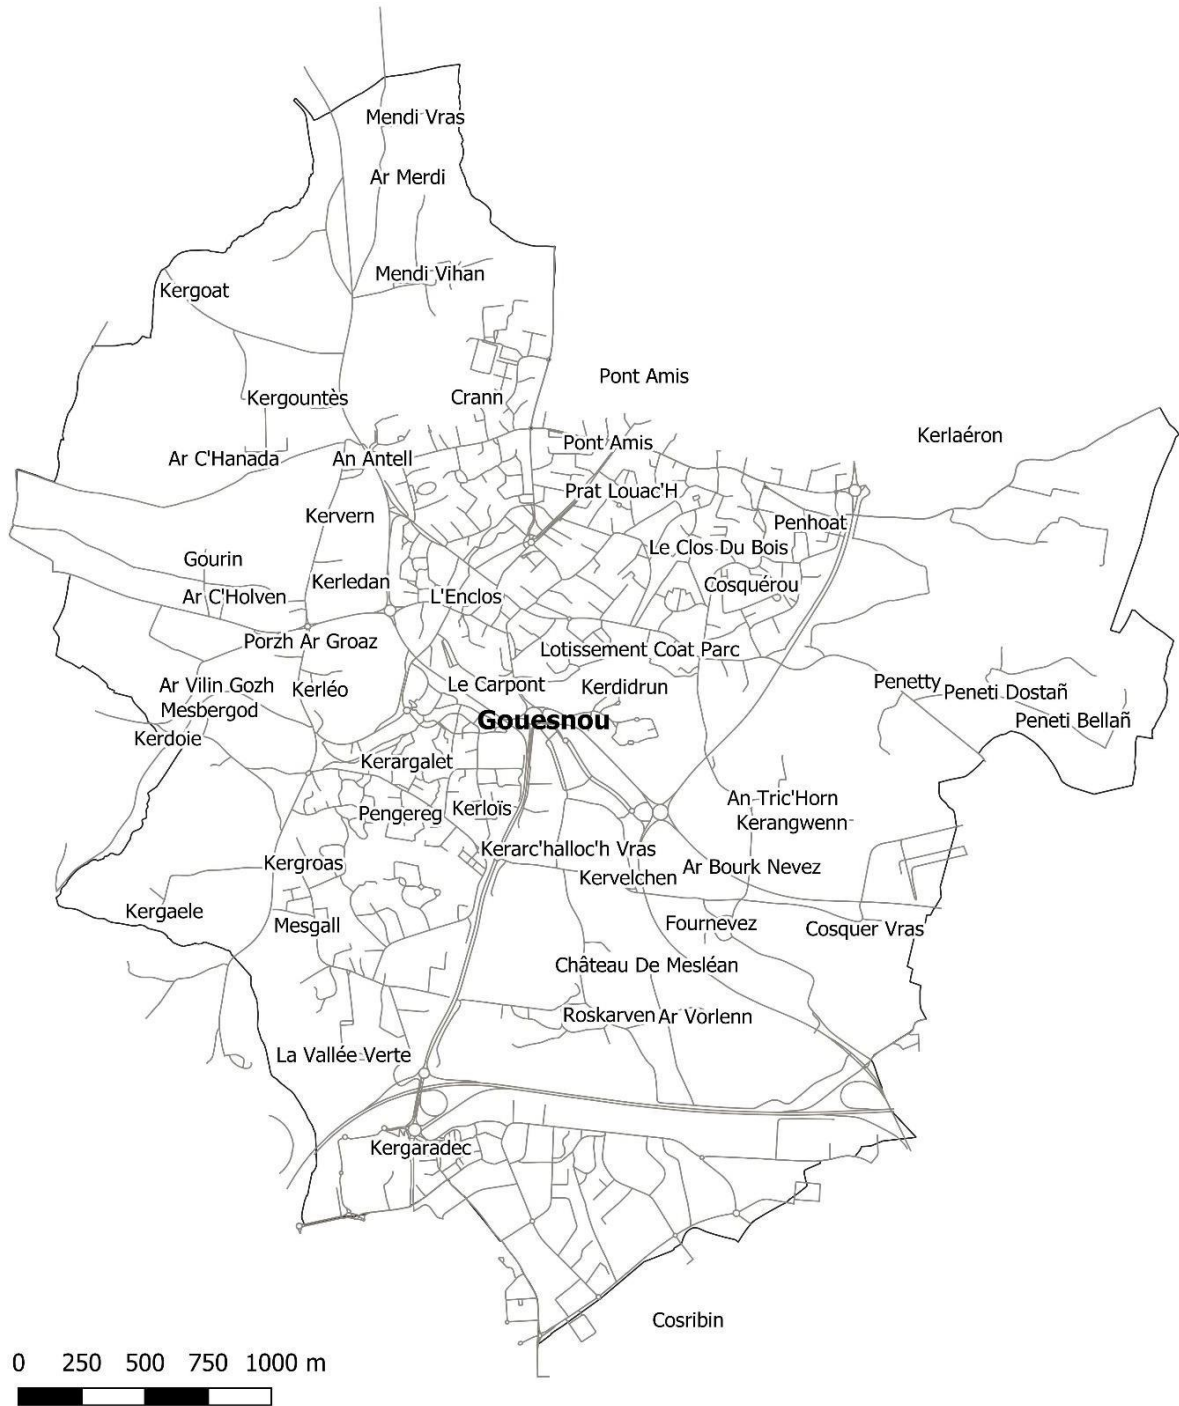 Mendi Vras
Ar Merdi
Mendi Vihan
Kergoat
Pont Amis
Kergountès
Crann
Kerlaéron
Pont Amis
Ar C'Hanada
An Antell
Prat Louac'H
Kervern
Penhoat
Le Clos Du Bois
Gourin
Kerledan
Cosquérou
Ar C'Holven
L'Enclos
Porzh Ar Groaz
Lotissement Coat Parc
Ar Vilin Gozh
Kerléo
Le Carpont
Kerdidrun
Penetty
Peneti Dostañ
Mesbergod
Gouesnou
Peneti Bellañ
Kerdoie
Kerargalet
An Tric'Horn
Pengereg
Kerloïs
Kerangwenn
Kerarc'halloc'h Vras
Kergroas
Ar Bourk Nevez
Kervelchen
Kergaele
Mesgall
Fournevez
Cosquer Vras
Château De Mesléan
Roskarven
Ar Vorlenn
La Vallée Verte
Kergaradec
Cosribin
0 250 500 750 1000 m